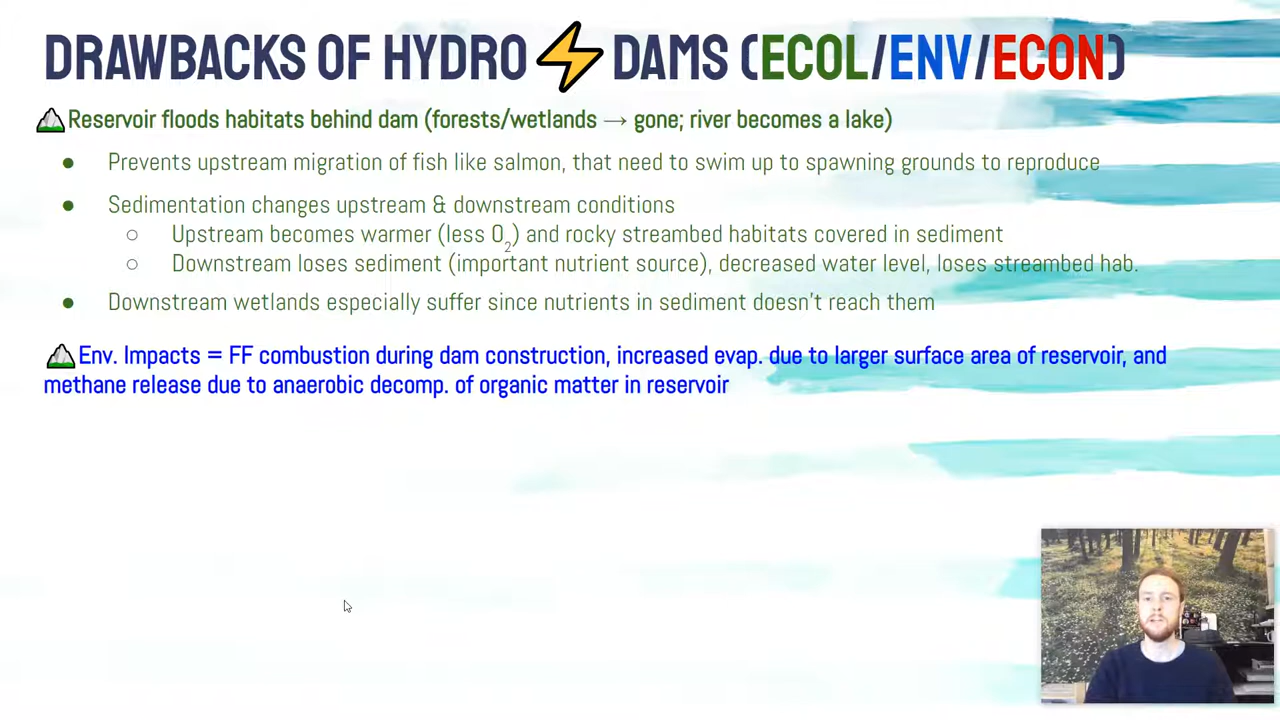 DRAWBACKS OF HYDRO ⚡ DAMS (ECOL/ENV/ECON)
Reservoir floods habitats behind dam (forests/wetlands → gone; river becomes a lake)
● Prevents upstream migration of fish like salmon, that need to swim up to spawning grounds to reproduce
● Sedimentation changes upstream & downstream conditions
○ Upstream becomes warmer (less O₂) and rocky streambed habitats covered in sediment
○ Downstream loses sediment (important nutrient source), decreased water level, loses streambed hab.
● Downstream wetlands especially suffer since nutrients in sediment doesn't reach them
Env. Impacts = FF combustion during dam construction, increased evap. due to larger surface area of reservoir, and
methane release due to anaerobic decomp. of organic matter in reservoir